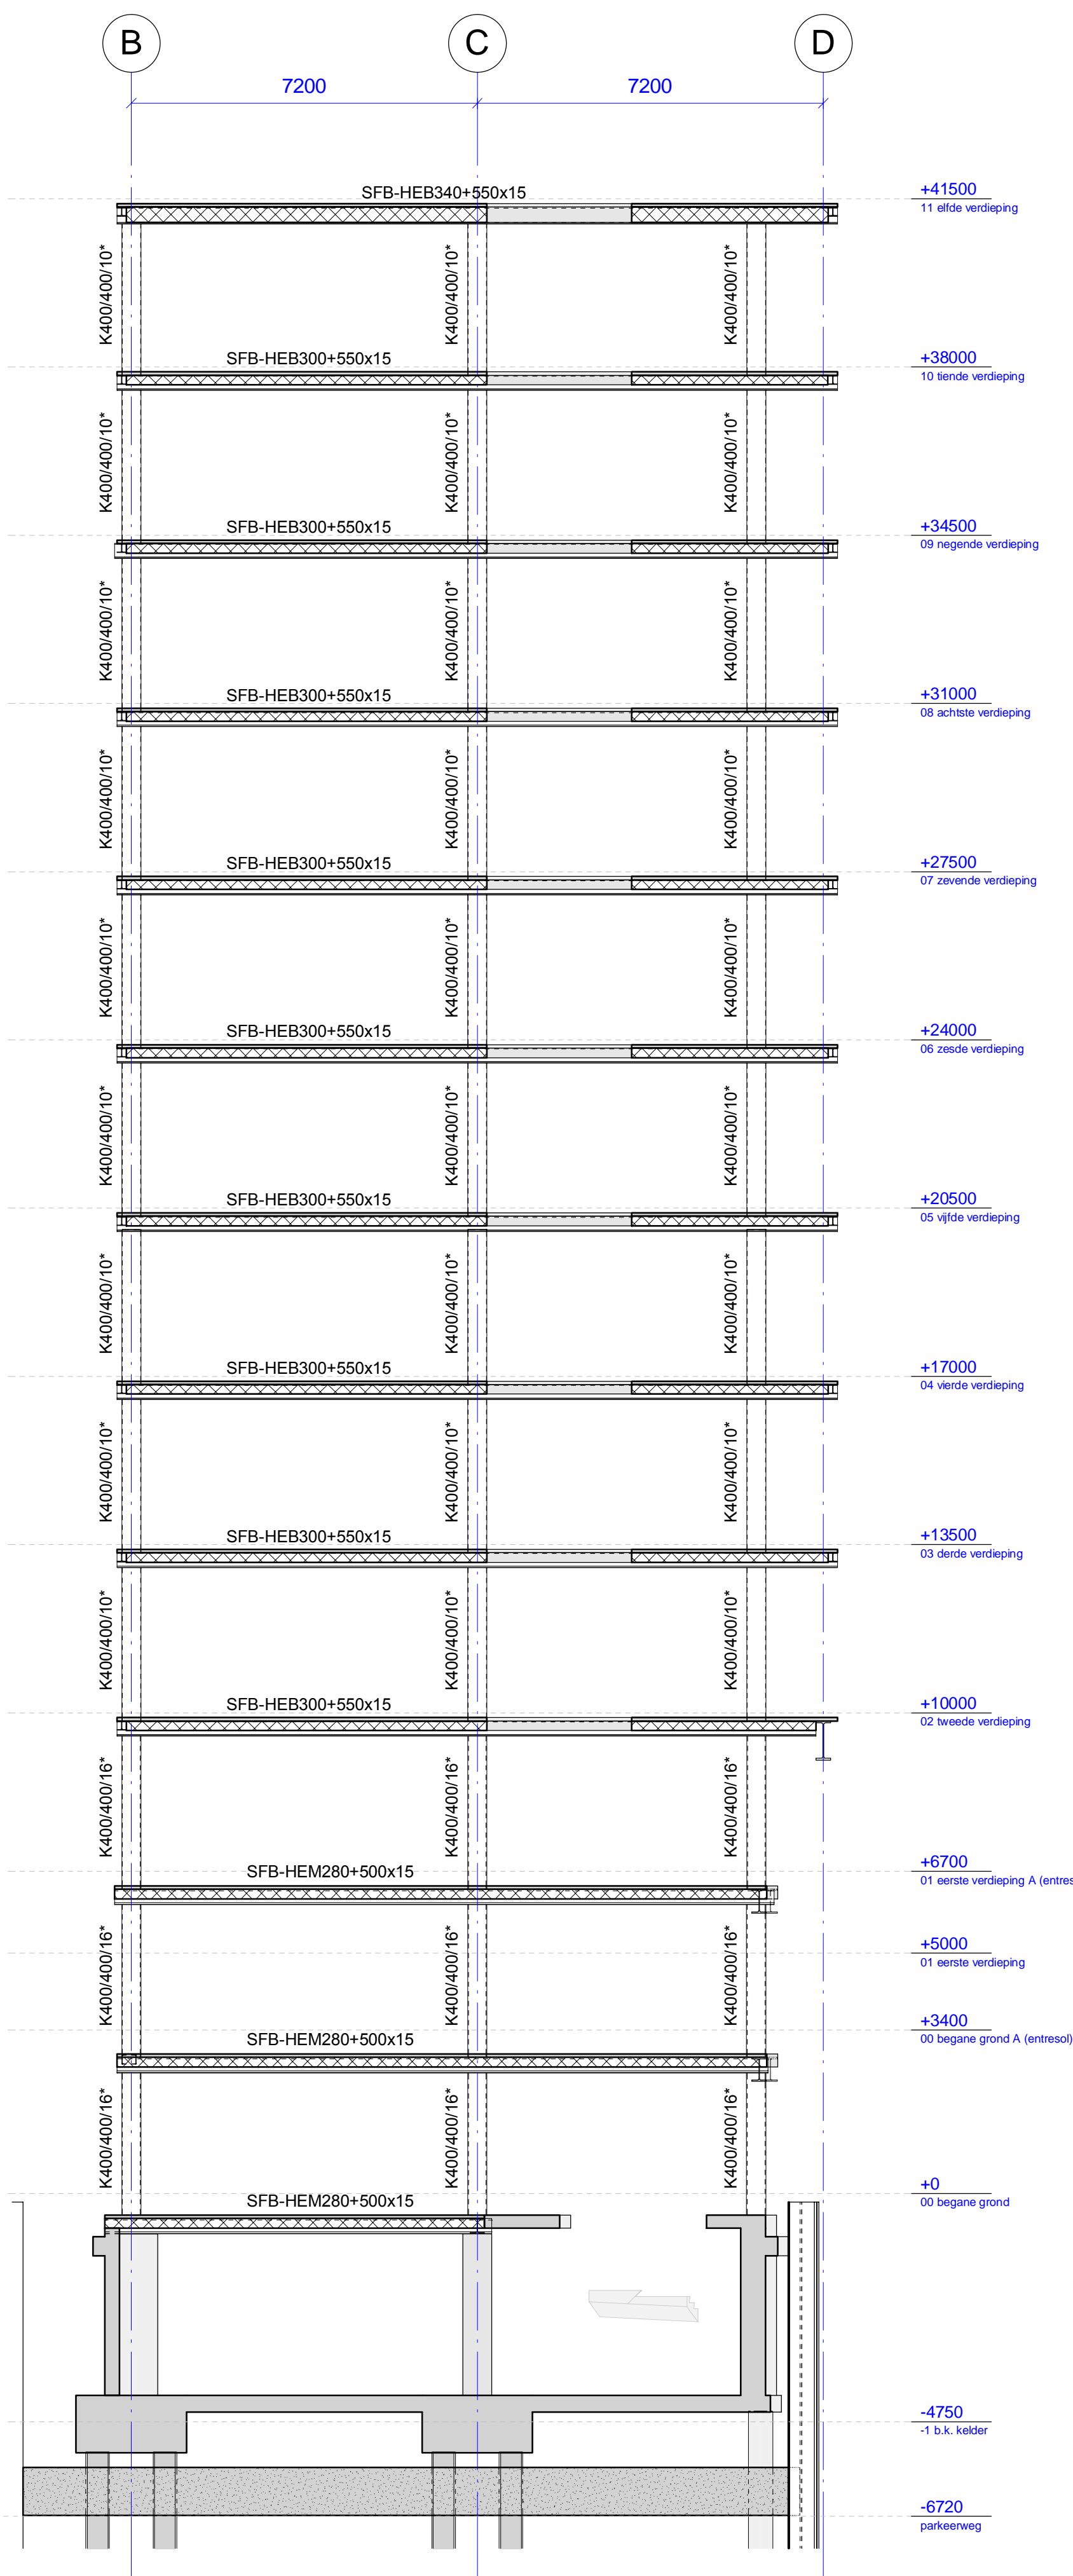 B
C
D
7200
7200
SFB-HEB340+550x15
+41500
11 elfde verdieping
K400/400/10*
K400/400/10*
K400/400/10*
SFB-HEB300+550x15
+38000
10 tiende verdieping
K400/400/10*
K400/400/10*
K400/400/10*
SFB-HEB300+550x15
+34500
09 negende verdieping
K400/400/10*
K400/400/10*
K400/400/10*
SFB-HEB300+550x15
+31000
08 achtste verdieping
K400/400/10*
K400/400/10*
K400/400/10*
SFB-HEB300+550x15
+27500
07 zevende verdieping
K400/400/10*
K400/400/10*
K400/400/10*
SFB-HEB300+550x15
+24000
06 zesde verdieping
K400/400/10*
K400/400/10*
K400/400/10*
SFB-HEB300+550x15
+20500
05 vijfde verdieping
K400/400/10*
K400/400/10*
K400/400/10*
SFB-HEB300+550x15
+17000
04 vierde verdieping
K400/400/10*
K400/400/10*
K400/400/10*
SFB-HEB300+550x15
+13500
03 derde verdieping
K400/400/10*
K400/400/10*
K400/400/10*
SFB-HEB300+550x15
+10000
02 tweede verdieping
K400/400/16*
K400/400/16*
K400/400/16*
SFB-HEM280+500x15
+6700
01 eerste verdieping A (entres
K400/400/16*
K400/400/16*
K400/400/16*
+5000
01 eerste verdieping
SFB-HEM280+500x15
+3400
00 begane grond A (entresol)
K400/400/16*
K400/400/16*
K400/400/16*
SFB-HEM280+500x15
+0
00 begane grond
-4750
-1 b.k. kelder
-6720
parkeerweg